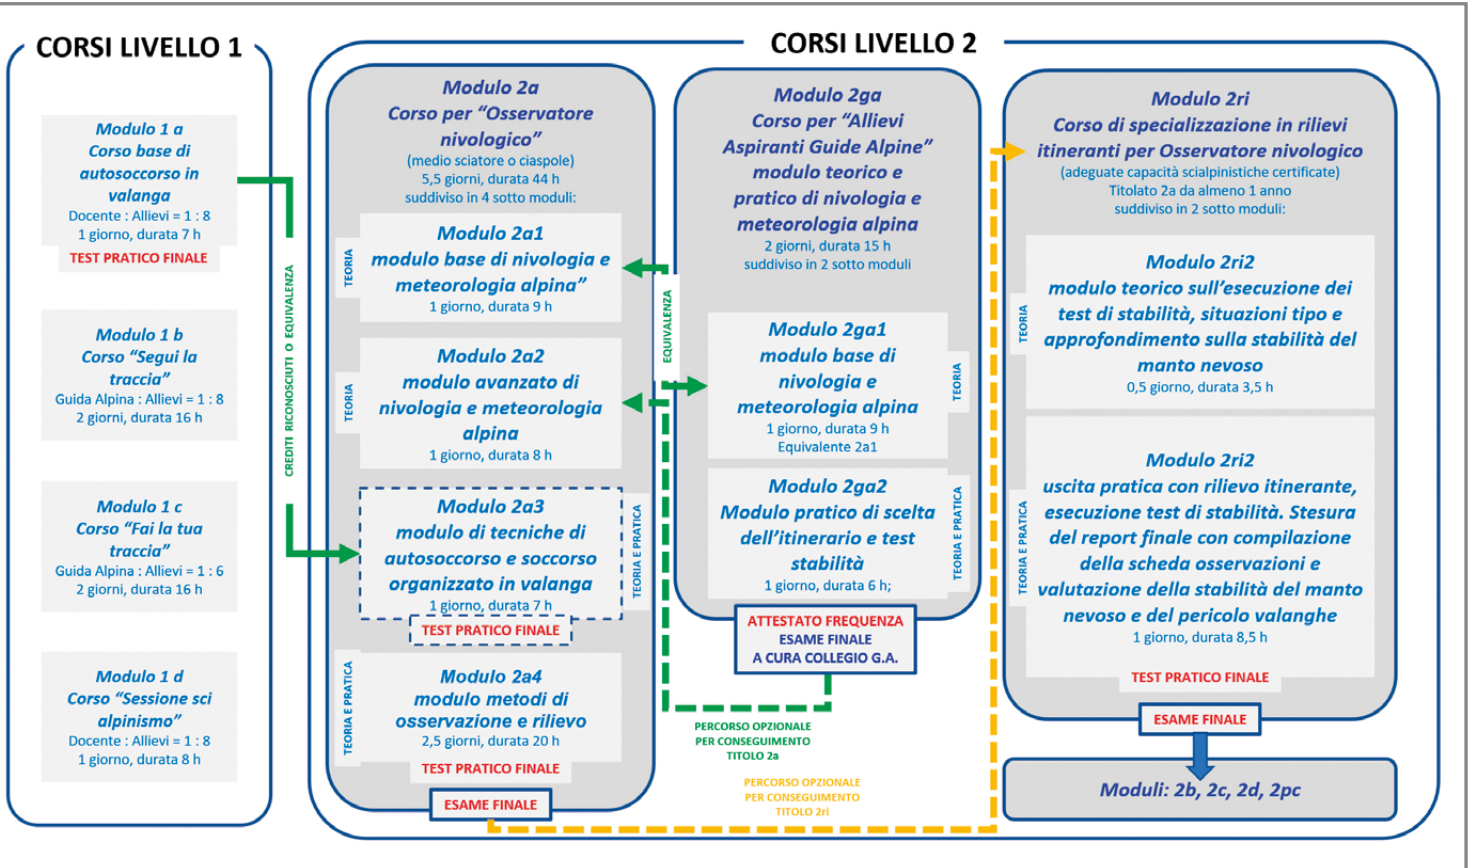 CORSI LIVELLO 1
Modulo 1 a
Corso base di
autosoccorso in
valanga
Docente : Allievi = 1 : 8
1 giorno, durata 7 h
TEST PRATICO FINALE
Modulo 1 b
Corso “Segui la
traccia”
Guida Alpina : Allievi = 1 : 8
2 giorni, durata 16 h
Modulo 1 c
Corso “Fai la tua
traccia”
Guida Alpina : Allievi = 1 : 6
2 giorni, durata 16 h
Modulo 1 d
Corso “Sessione sci
alpinismo”
Docente : Allievi = 1 : 8
1 giorno, durata 8 h
CREDITI RICONOSCIUTI O EQUIVALENZA
CORSI LIVELLO 2
Modulo 2a
Corso per “Osservatore
nivologico”
(medio sciatore o ciaspole)
5,5 giorni, durata 44 h
suddiviso in 4 sotto moduli:
TEORIA
Modulo 2a1
modulo base di nivologia e
meteorologia alpina”
1 giorno, durata 9 h
TEORIA
Modulo 2a2
modulo avanzato di
nivologia e meteorologia
alpina
1 giorno, durata 8 h
Modulo 2a3
modulo di tecniche di
autosoccorso e soccorso
organizzato in valanga
1 giorno, durata 7 h
TEST PRATICO FINALE
TEORIA E PRATICA
TEORIA E PRATICA
Modulo 2a4
modulo metodi di
osservazione e rilievo
2,5 giorni, durata 20 h
TEST PRATICO FINALE
ESAME FINALE
EQUIVALENZA
Modulo 2ga
Corso per “Allievi
Aspiranti Guide Alpine”
modulo teorico e
pratico di nivologia e
meteorologia alpina
2 giorni, durata 15 h
suddiviso in 2 sotto moduli
Modulo 2ga1
modulo base di
nivologia e
meteorologia alpina
1 giorno, durata 9 h
Equivalente 2a1
TEORIA
Modulo 2ga2
Modulo pratico di scelta
dell’itinerario e test
stabilità
1 giorno, durata 6 h;
TEORIA E PRATICA
ATTESTATO FREQUENZA
ESAME FINALE
A CURA COLLEGIO G.A.
PERCORSO OPZIONALE
PER CONSEGUIMENTO
TITOLO 2a
PERCORSO OPZIONALE
PER CONSEGUIMENTO
TITOLO 2ri
Modulo 2ri
Corso di specializzazione in rilievi
itineranti per Osservatore nivologico
(adeguate capacità scialpinistiche certificate)
Titolato 2a da almeno 1 anno
suddiviso in 2 sotto moduli:
TEORIA
Modulo 2ri2
modulo teorico sull’esecuzione dei
test di stabilità, situazioni tipo e
approfondimento sulla stabilità del
manto nevoso
0,5 giorno, durata 3,5 h
TEORIA E PRATICA
Modulo 2ri2
uscita pratica con rilievo itinerante,
esecuzione test di stabilità. Stesura
del report finale con compilazione
della scheda osservazioni e
valutazione della stabilità del manto
nevoso e del pericolo valanghe
1 giorno, durata 8,5 h
TEST PRATICO FINALE
ESAME FINALE
Moduli: 2b, 2c, 2d, 2pc